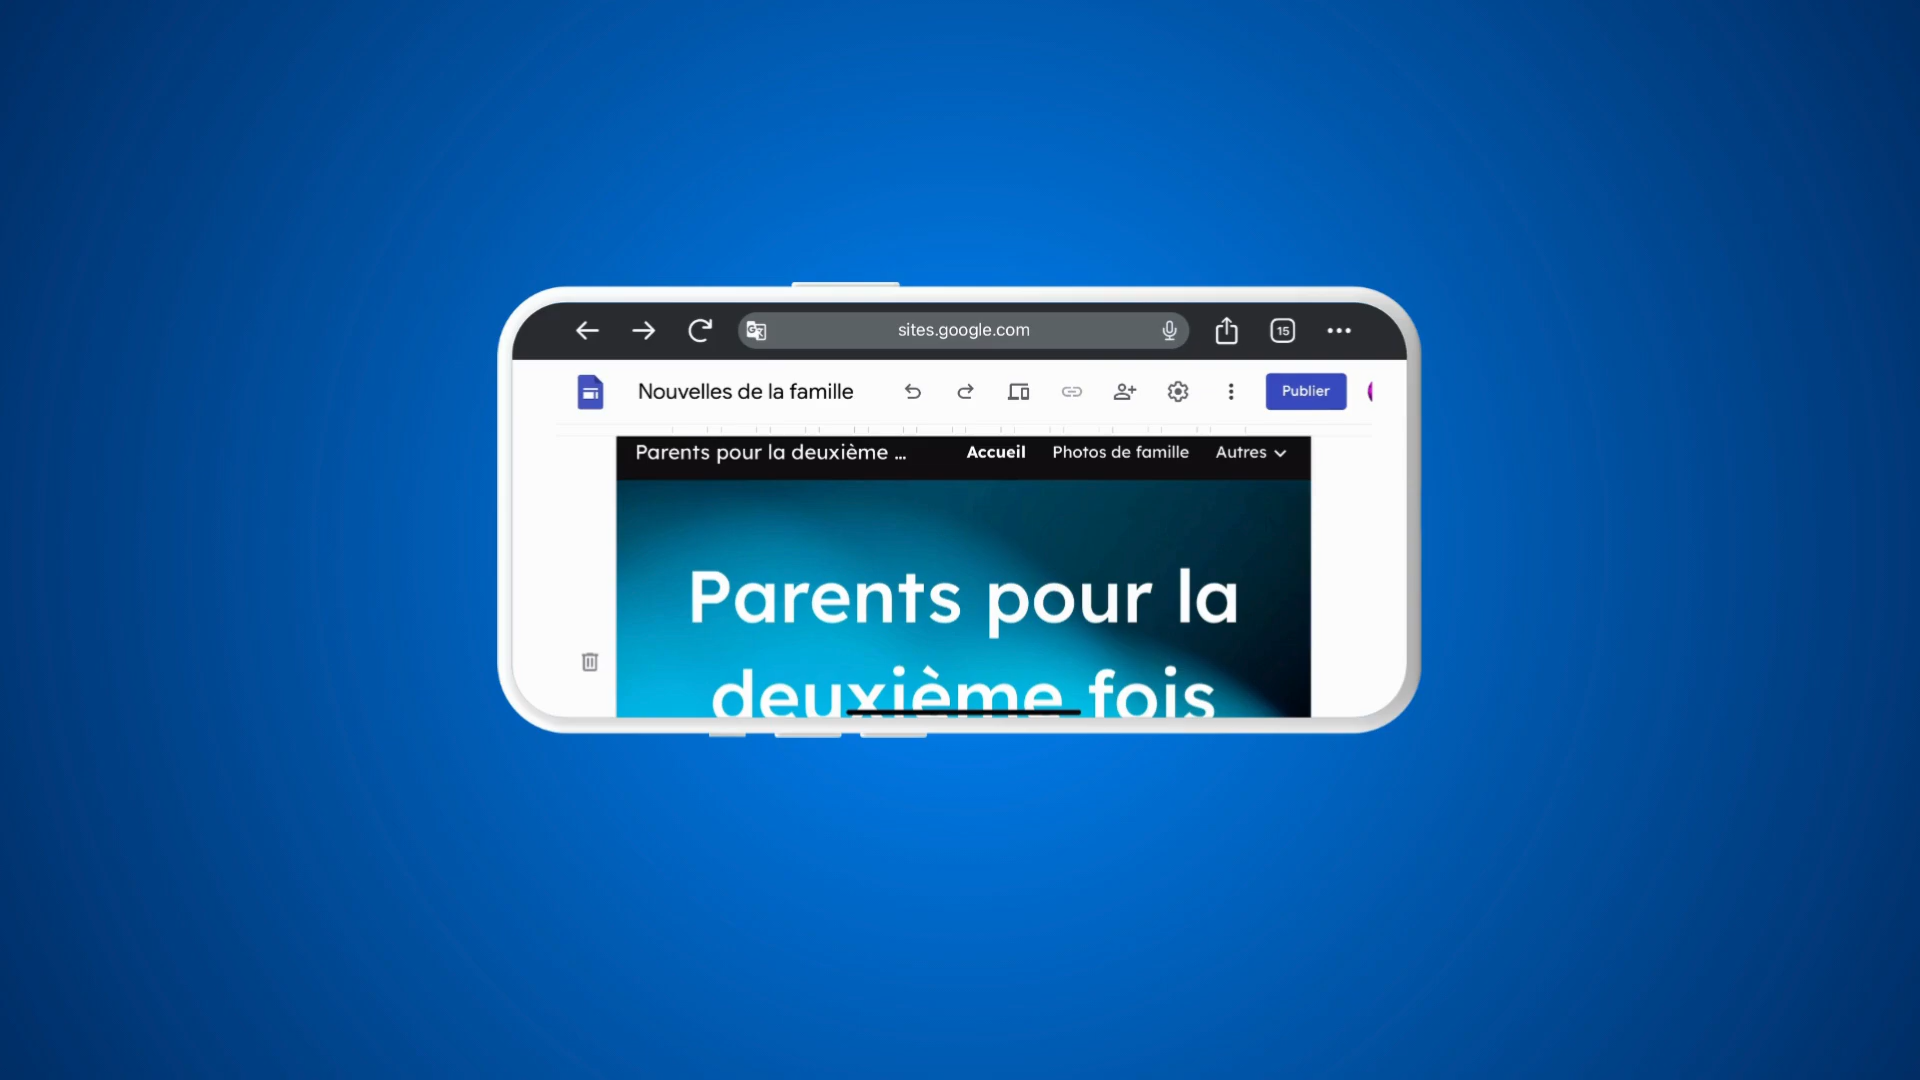 sites.google.com
15
Nouvelles de la famille
Publier
Parents pour la deuxième ...
Accueil
Photos de famille
Autres
Parents pour la
deuxième fois